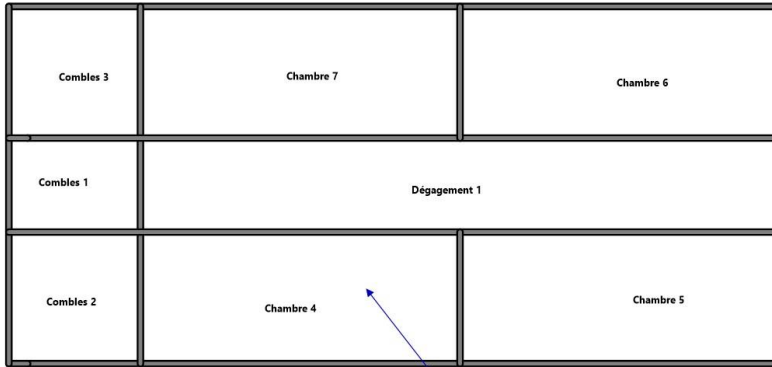 Combles 3
Chambre 7
Chambre 6
Combles 1
Dégagement 1
Combles 2
Chambre 4
Chambre 5